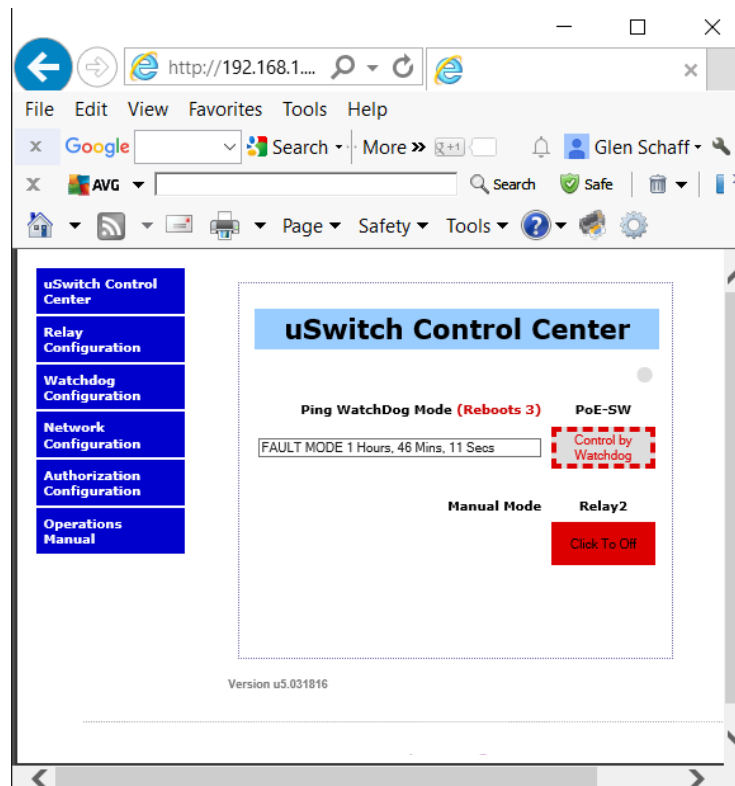 http://192.168.1....
File Edit View Favorites Tools Help
x Google Search More » g+1 Glen Schaff
X AVG Search Safe
Page Safety Tools ?
uSwitch Control
Center
Relay
Configuration
Watchdog
Configuration
Network
Configuration
Authorization
Configuration
Operations
Manual
uSwitch Control Center
Ping WatchDog Mode (Reboots 3) PoE-SW
FAULT MODE 1 Hours, 46 Mins, 11 Secs
Control by
Watchdog
Manual Mode Relay2
Click To Off
Version u5.031816